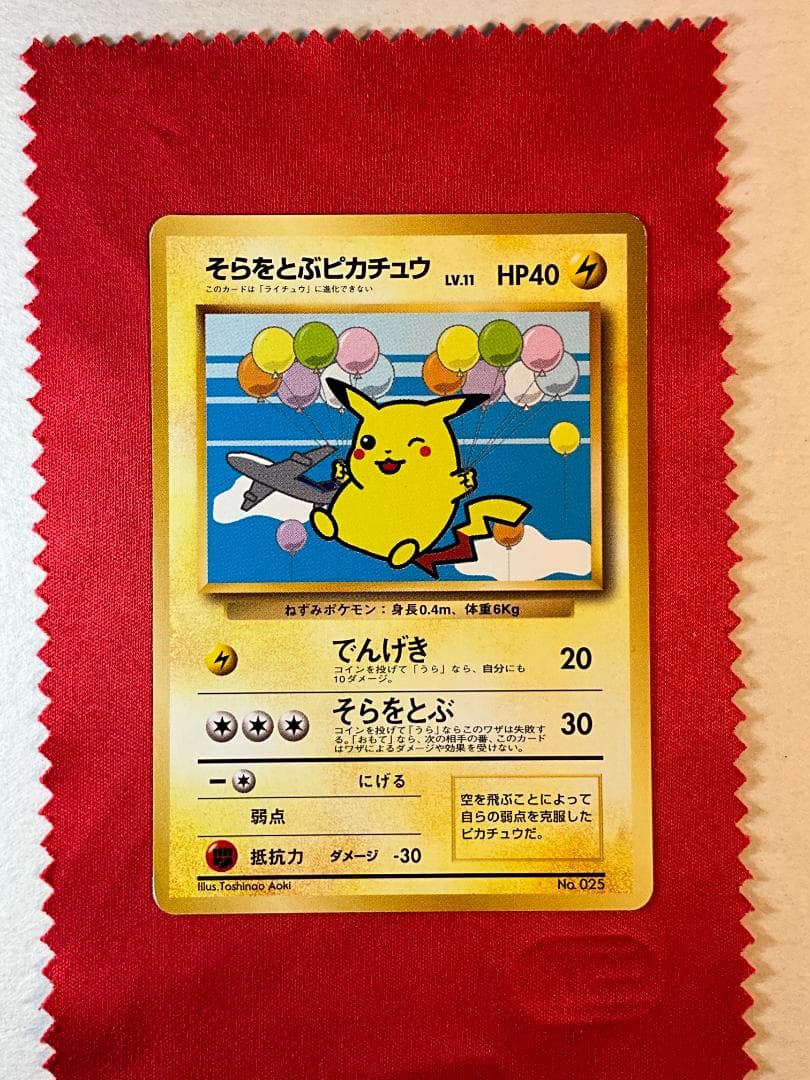 そらをとぶピカチュウ LV.11 HP40
このカードは「ライチュウ」に進化できない
ねずみポケモン：身長0.4m、体重6Kg
でんげき 20
コインを投げて「うら」なら、自分にも
10ダメージ。
そらをとぶ 30
コインを投げて「うら」ならこのワザは失敗す
る。「おもて」なら、次の相手の番、このカード
はワザによるダメージや効果を受けない。
にげる
弱点
抵抗力 ダメージ -30
空を飛ぶことによって
自らの弱点を克服した
ピカチュウだ。
Illus.Toshinao Aoki No. 025